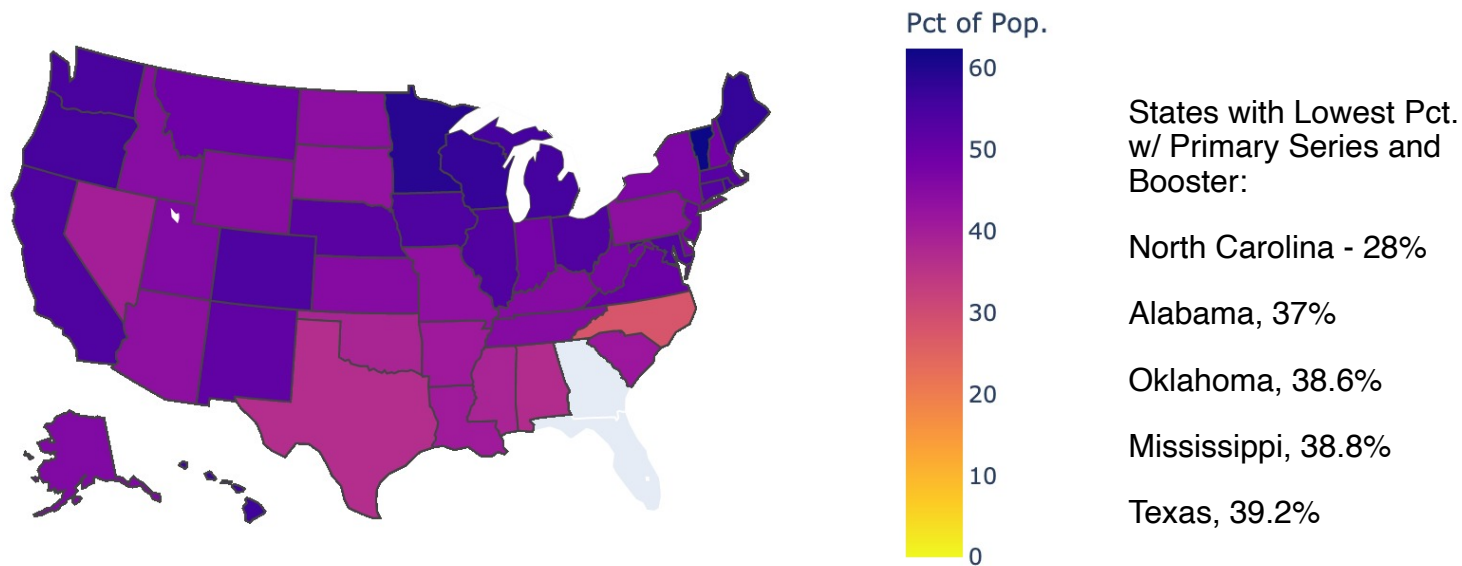 Pct of Pop.
60
50
40
30
20
10
0
States with Lowest Pct.
w/ Primary Series and
Booster:
North Carolina - 28%
Alabama, 37%
Oklahoma, 38.6%
Mississippi, 38.8%
Texas, 39.2%